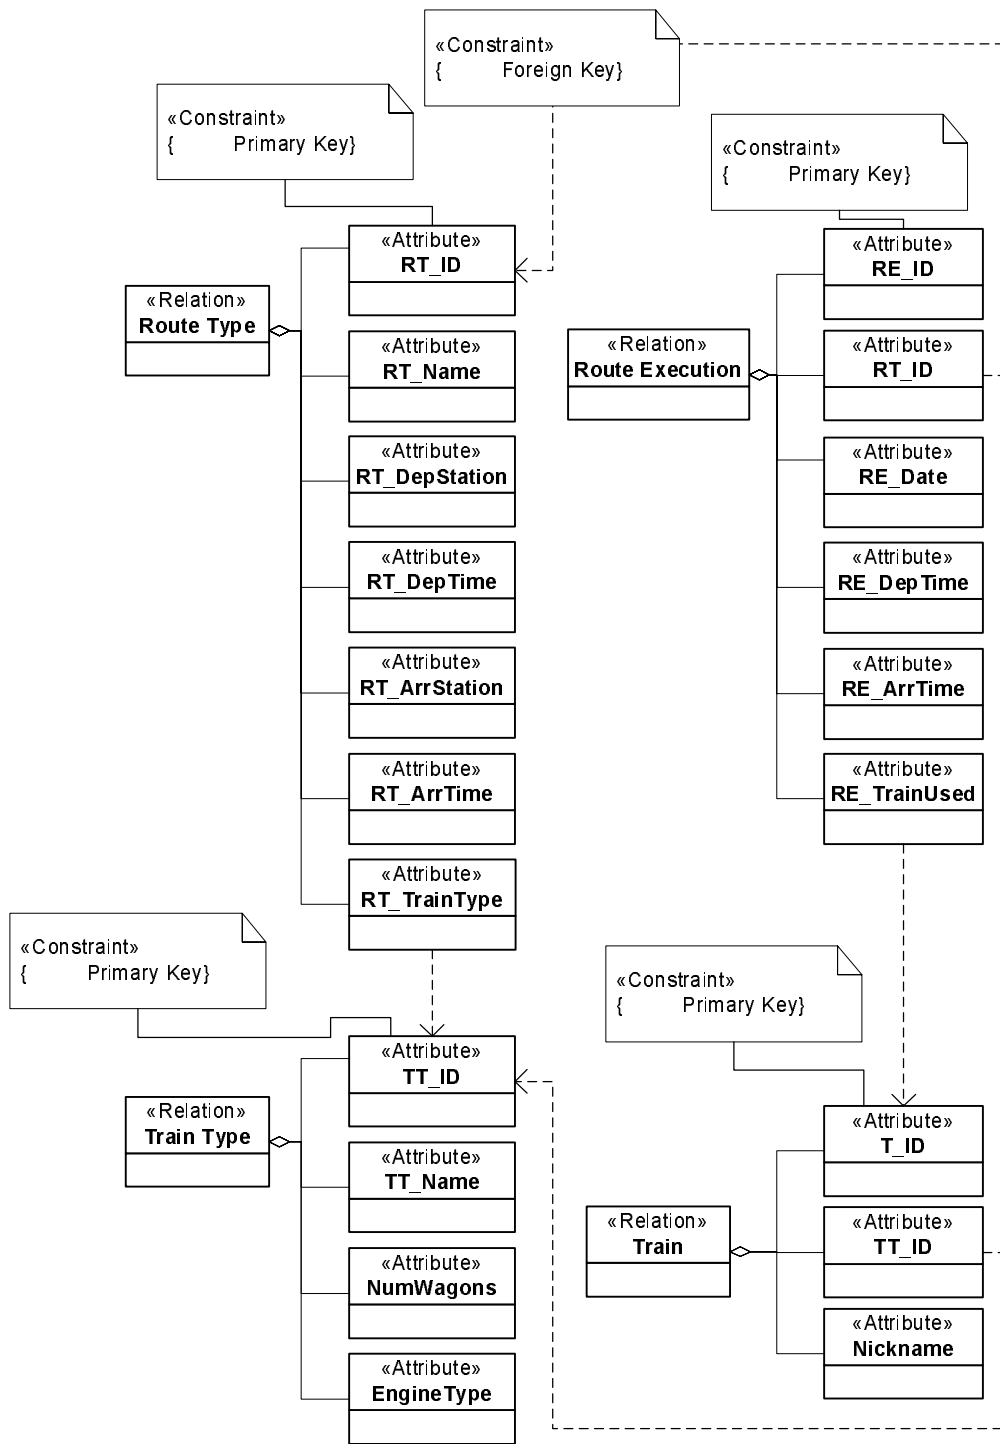 «Constraint»
{ Foreign Key}
«Constraint»
{ Primary Key}
«Constraint»
{ Primary Key}
«Attribute»
RT_ID
«Relation»
Route Type
«Attribute»
RT_Name
«Attribute»
RT_DepStation
«Attribute»
RT_DepTime
«Attribute»
RT_ArrStation
«Attribute»
RT_ArrTime
«Attribute»
RT_TrainType
«Attribute»
RE_ID
«Relation»
Route Execution
«Attribute»
RT_ID
«Attribute»
RE_Date
«Attribute»
RE_DepTime
«Attribute»
RE_ArrTime
«Attribute»
RE_TrainUsed
«Constraint»
{ Primary Key}
«Attribute»
TT_ID
«Relation»
Train Type
«Attribute»
TT_Name
«Attribute»
NumWagons
«Attribute»
EngineType
«Constraint»
{ Primary Key}
«Attribute»
T_ID
«Relation»
Train
«Attribute»
TT_ID
«Attribute»
Nickname